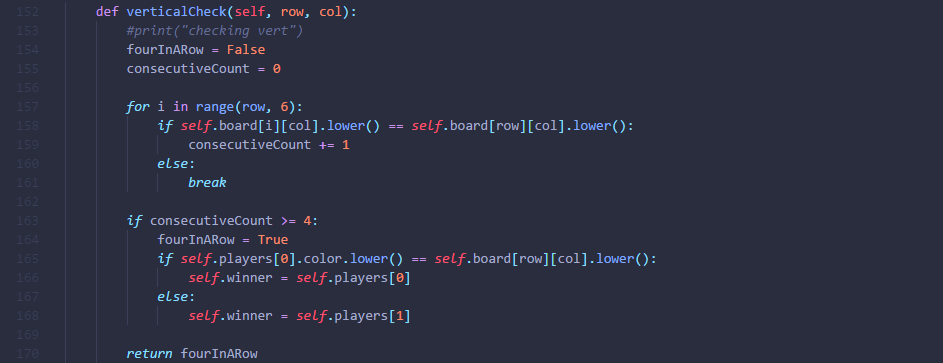 152 def verticalCheck(self, row, col):
153 #print("checking vert")
154 fourInARow = False
155 consecutiveCount = 0
156
157 for i in range(row, 6):
158 if self.board[i][col].lower() == self.board[row][col].lower():
159 consecutiveCount += 1
160 else:
161 break
162
163 if consecutiveCount >= 4:
164 fourInARow = True
165 if self.players[0].color.lower() == self.board[row][col].lower():
166 self.winner = self.players[0]
167 else:
168 self.winner = self.players[1]
169
170 return fourInARow